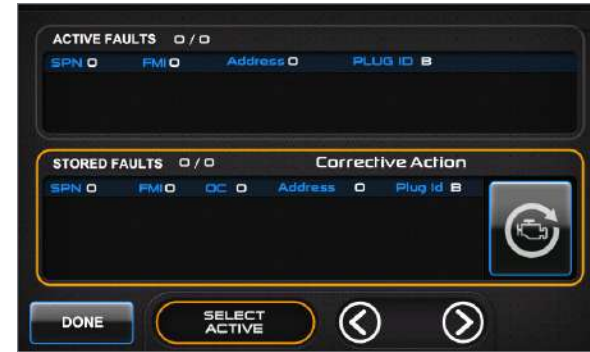 ACTIVE FAULTS 0 / 0
SPN 0 FMI 0 Address 0 PLUG ID B
STORED FAULTS 0 / 0 Corrective Action
SPN 0 FMI 0 OC 0 Address 0 Plug Id B
DONE
SELECT
ACTIVE